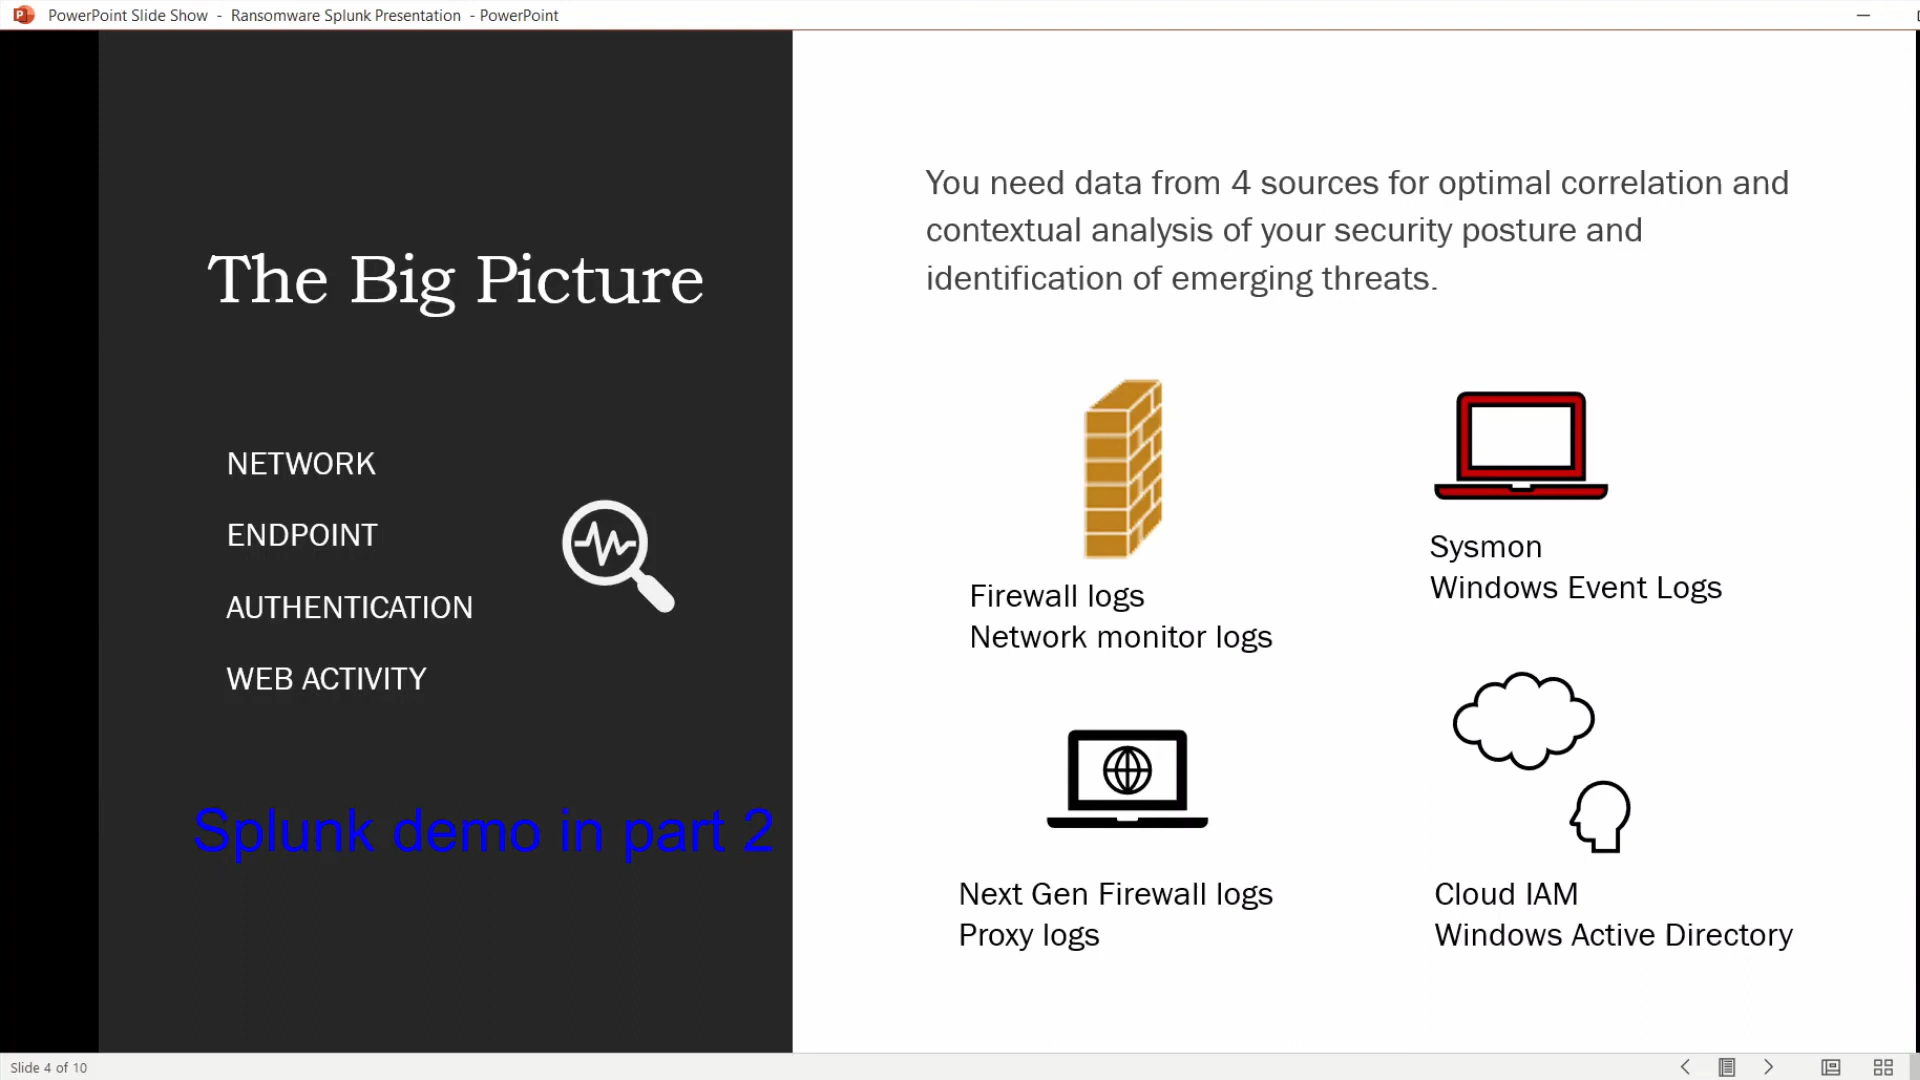 PowerPoint Slide Show - Ransomware Splunk Presentation - PowerPoint
The Big Picture
NETWORK
ENDPOINT
AUTHENTICATION
WEB ACTIVITY
Splunk demo in part 2
You need data from 4 sources for optimal correlation and
contextual analysis of your security posture and
identification of emerging threats.
Firewall logs
Network monitor logs
Sysmon
Windows Event Logs
Next Gen Firewall logs
Proxy logs
Cloud IAM
Windows Active Directory
Slide 4 of 10